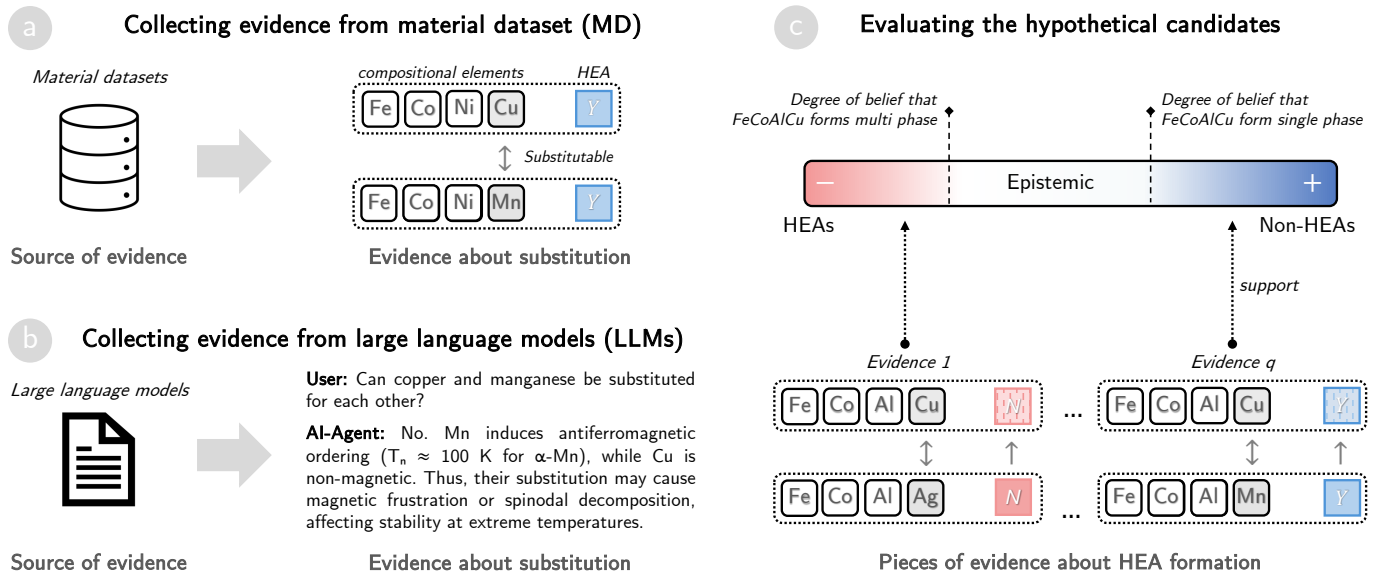 a
Collecting evidence from material dataset (MD)
Material datasets
compositional elements
HEA
Fe Co Ni Cu Y
Substitutable
Fe Co Ni Mn Y
Source of evidence
Evidence about substitution
b
Collecting evidence from large language models (LLMs)
Large language models
User: Can copper and manganese be substituted
for each other?
AI-Agent: No. Mn induces antiferromagnetic
ordering (Tₙ ≈ 100 K for α-Mn), while Cu is
non-magnetic. Thus, their substitution may cause
magnetic frustration or spinodal decomposition,
affecting stability at extreme temperatures.
Source of evidence
Evidence about substitution
c
Evaluating the hypothetical candidates
Degree of belief that
FeCoAlCu forms multi phase
Degree of belief that
FeCoAlCu form single phase
− Epistemic +
HEAs
Non-HEAs
support
Evidence 1
Evidence q
Fe Co Al Cu N
...
Fe Co Al Cu Y
Fe Co Al Ag N
...
Fe Co Al Mn Y
Pieces of evidence about HEA formation